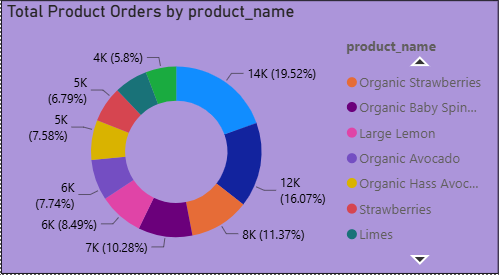 Total Product Orders by product_name
product_name
4K (5.8%)
14K (19.52%)
5K
(6.79%)
5K
(7.58%)
6K
(7.74%)
6K (8.49%)
7K (10.28%)
8K (11.37%)
12K
(16.07%)
Organic Strawberries
Organic Baby Spin...
Large Lemon
Organic Avocado
Organic Hass Avoc...
Strawberries
Limes